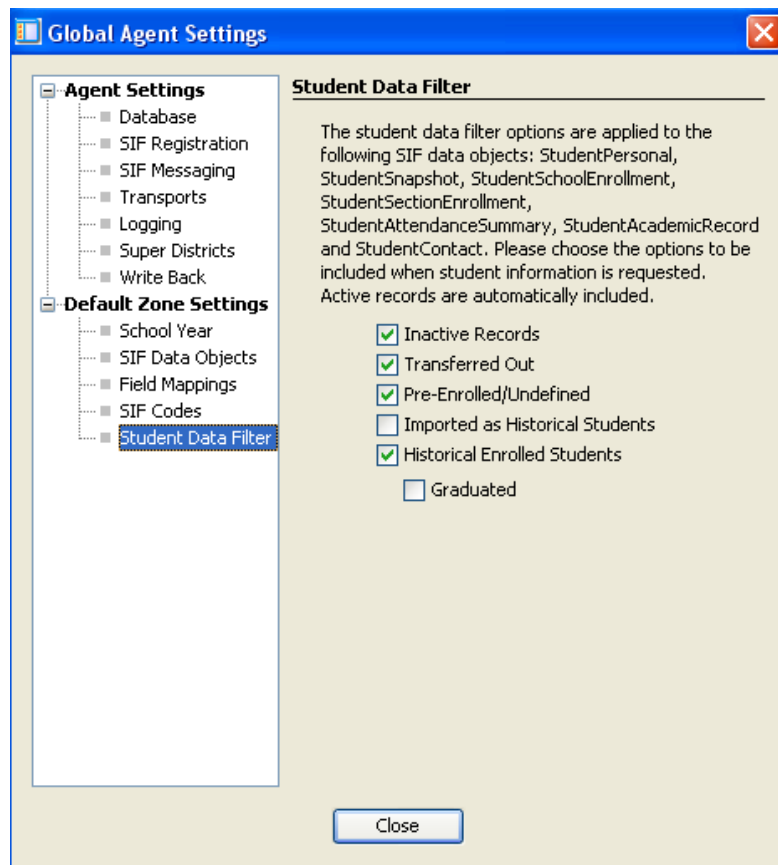 Global Agent Settings
Agent Settings
Database
SIF Registration
SIF Messaging
Transports
Logging
Super Districts
Write Back
Default Zone Settings
School Year
SIF Data Objects
Field Mappings
SIF Codes
Student Data Filter
Student Data Filter
The student data filter options are applied to the
following SIF data objects: StudentPersonal,
StudentSnapshot, StudentSchoolEnrollment,
StudentSectionEnrollment,
StudentAttendanceSummary, StudentAcademicRecord
and StudentContact. Please choose the options to be
included when student information is requested.
Active records are automatically included.
Inactive Records
Transferred Out
Pre-Enrolled/Undefined
Imported as Historical Students
Historical Enrolled Students
Graduated
Close